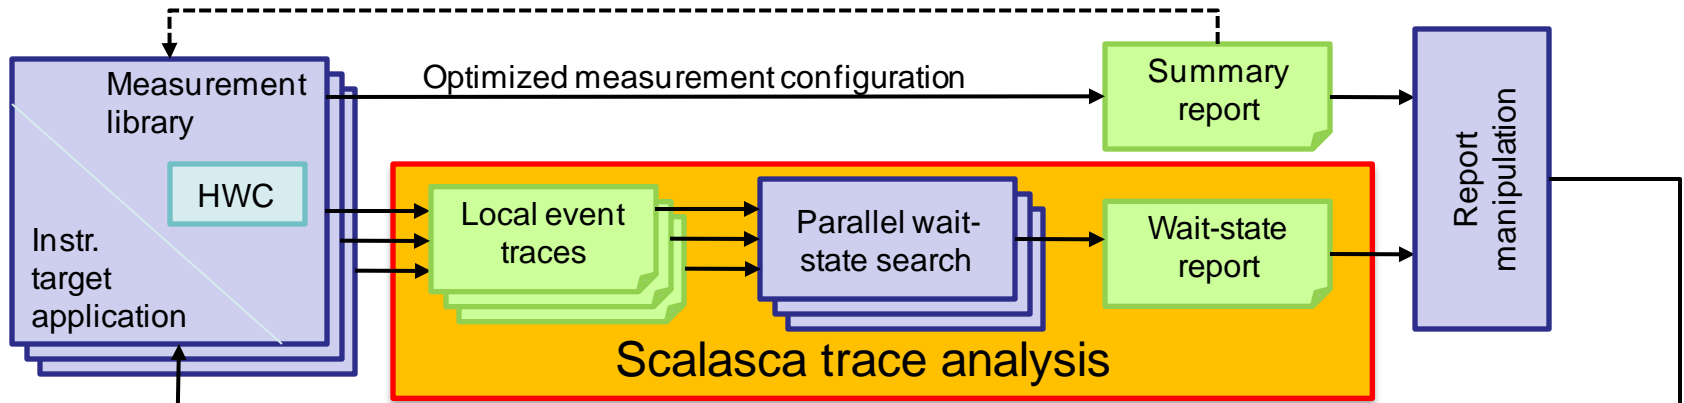 Measurement
library
HWC
Instr.
target
application
Optimized measurement configuration
Summary
report
Local event
traces
Parallel wait-
state search
Wait-state
report
Scalasca trace analysis
Report
manipulation